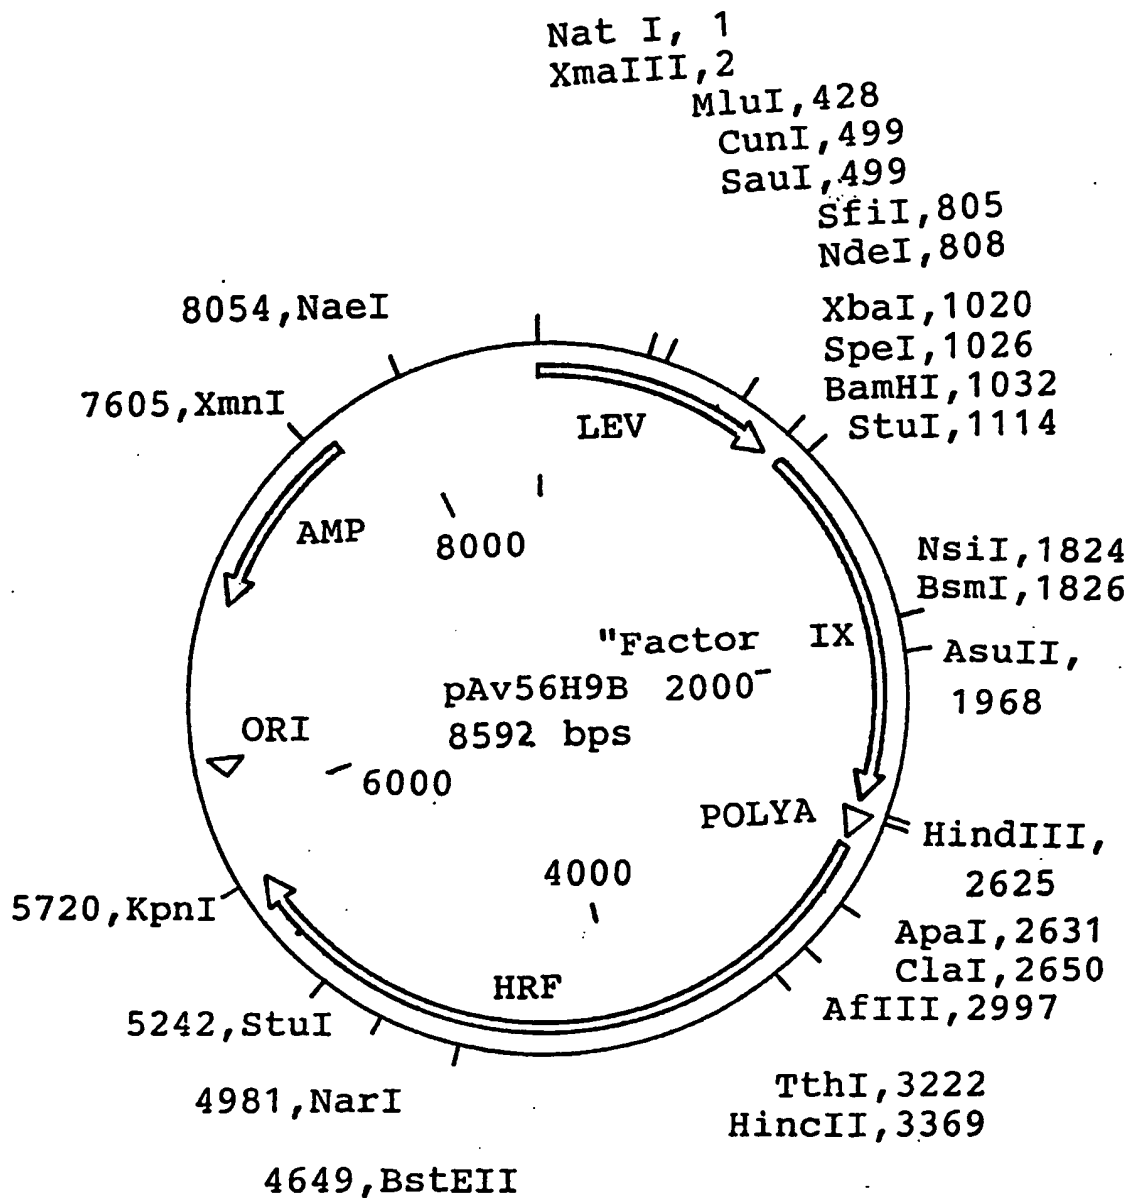 Nat I, 1
XmaIII,2
MluI,428
CunI,499
SauI,499
SfiI,805
NdeI,808
8054,NaeI
XbaI,1020
SpeI,1026
BamHI,1032
StuI,1114
7605,XmnI
LEV
AMP
8000
NsiI,1824
BsmI,1826
"Factor IX
AsuII,
1968
pAv56H9B 2000
8592 bps
ORI
6000
POLYA
HindIII,
2625
4000
5720,KpnI
ApaI,2631
ClaI,2650
AfIII,2997
HRF
5242,StuI
4981,NarI
TthI,3222
HincII,3369
4649,BstEII